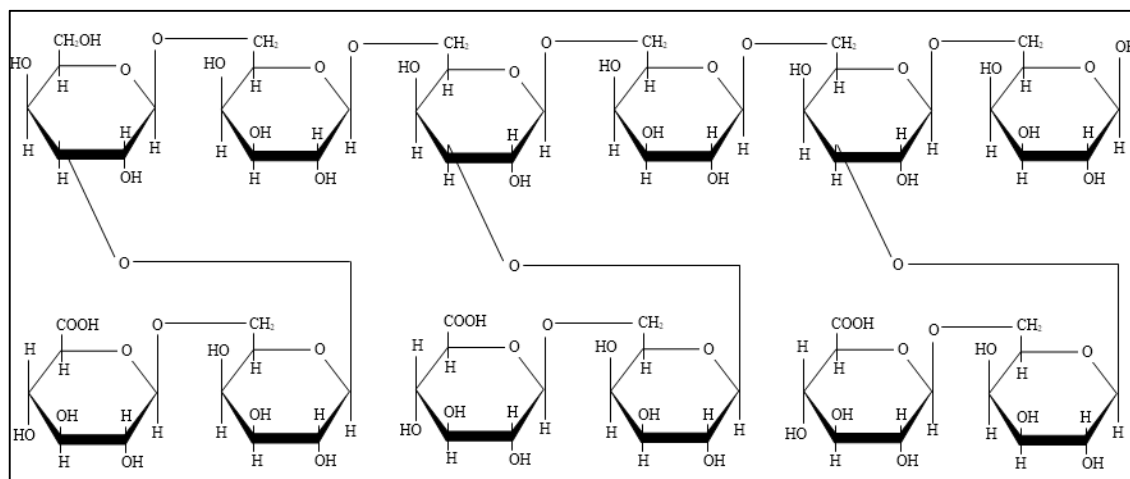 CH₂OH O CH₂ O CH₂ O CH₂ O CH₂ O CH₂
HO O HO O HO O HO O HO O HO O
H H H H H H
H OH H H OH H H OH H
H H H H H H H H H H H H
H OH H OH H OH H OH H OH H OH
O O O
COOH O CH₂ COOH O CH₂ COOH O CH₂
H O HO O H O HO O H O HO O
H H H H H H
OH H OH H OH H OH H OH H OH H
HO H H H HO H H H HO H H H
H OH H OH H OH H OH H OH H OH